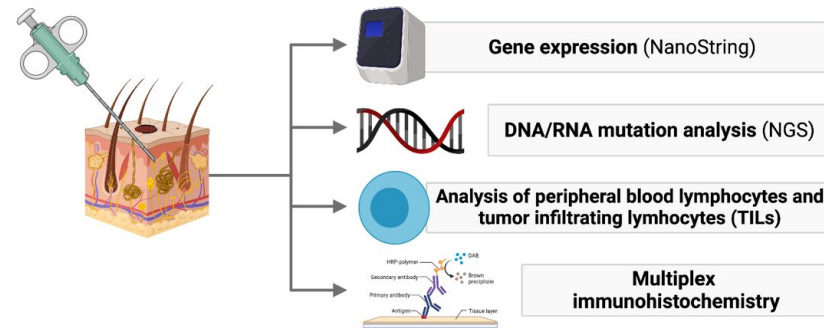 Gene expression (NanoString)
DNA/RNA mutation analysis (NGS)
Analysis of peripheral blood lymphocytes and
tumor infiltrating lymhocytes (TILs)
HRP-polymer
DAB
Secondary antibody
Brown
precipitate
Primary antibody
Antigen
Tissue layer
Multiplex
immunohistochemistry